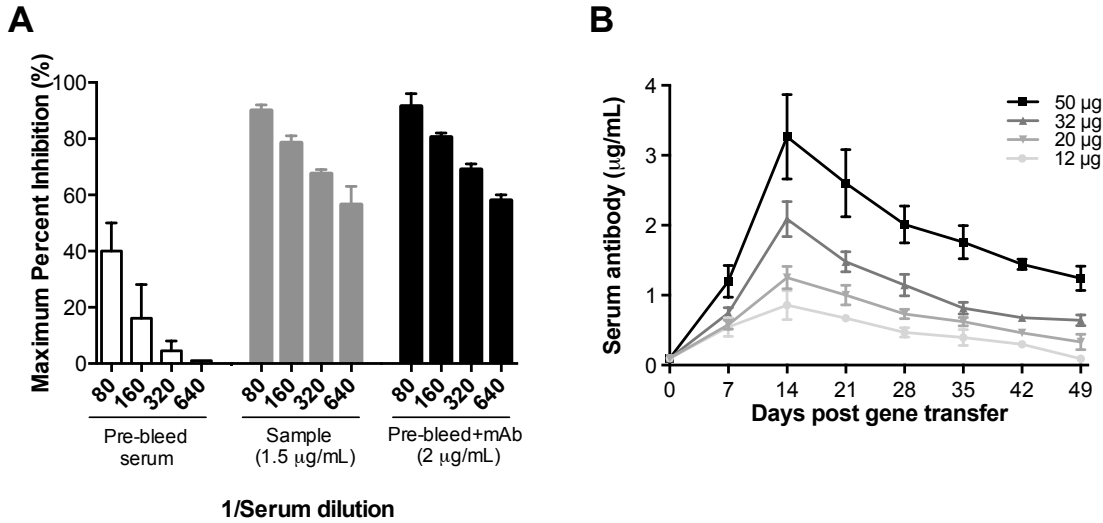 A
Maximum Percent Inhibition (%)
100
80
60
40
20
0
80
160
320
640
80
160
320
640
80
160
320
640
Pre-bleed
serum
Sample
(1.5 μg/mL)
Pre-bleed+mAb
(2 μg/mL)
1/Serum dilution
B
Serum antibody (μg/mL)
4
3
2
1
0
50 μg
32 μg
20 μg
12 μg
0
7
14
21
28
35
42
49
Days post gene transfer